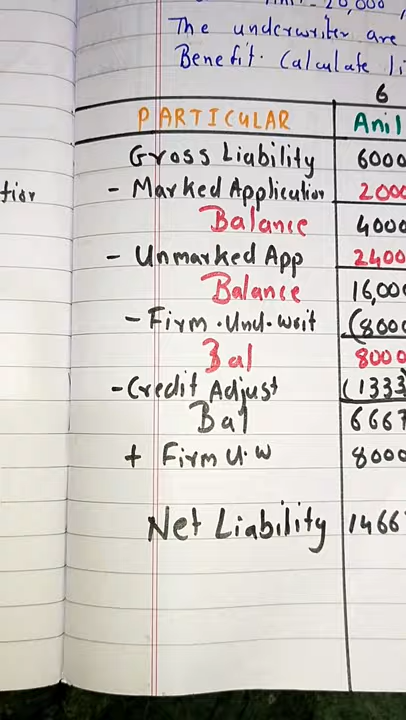 20,000,
The underwriter are
Benefit. Calculate li
6
PARTICULAR Anil
Gross Liability 6000
- Marked Application 2000
Balance 4000
- Unmarked App 2400
Balance 16,00
- Firm.Und.Writ (8000
Bal 8000
- Credit Adjust (1333)
Bal 6667
+ Firm U.W 8000
Net Liability 1466